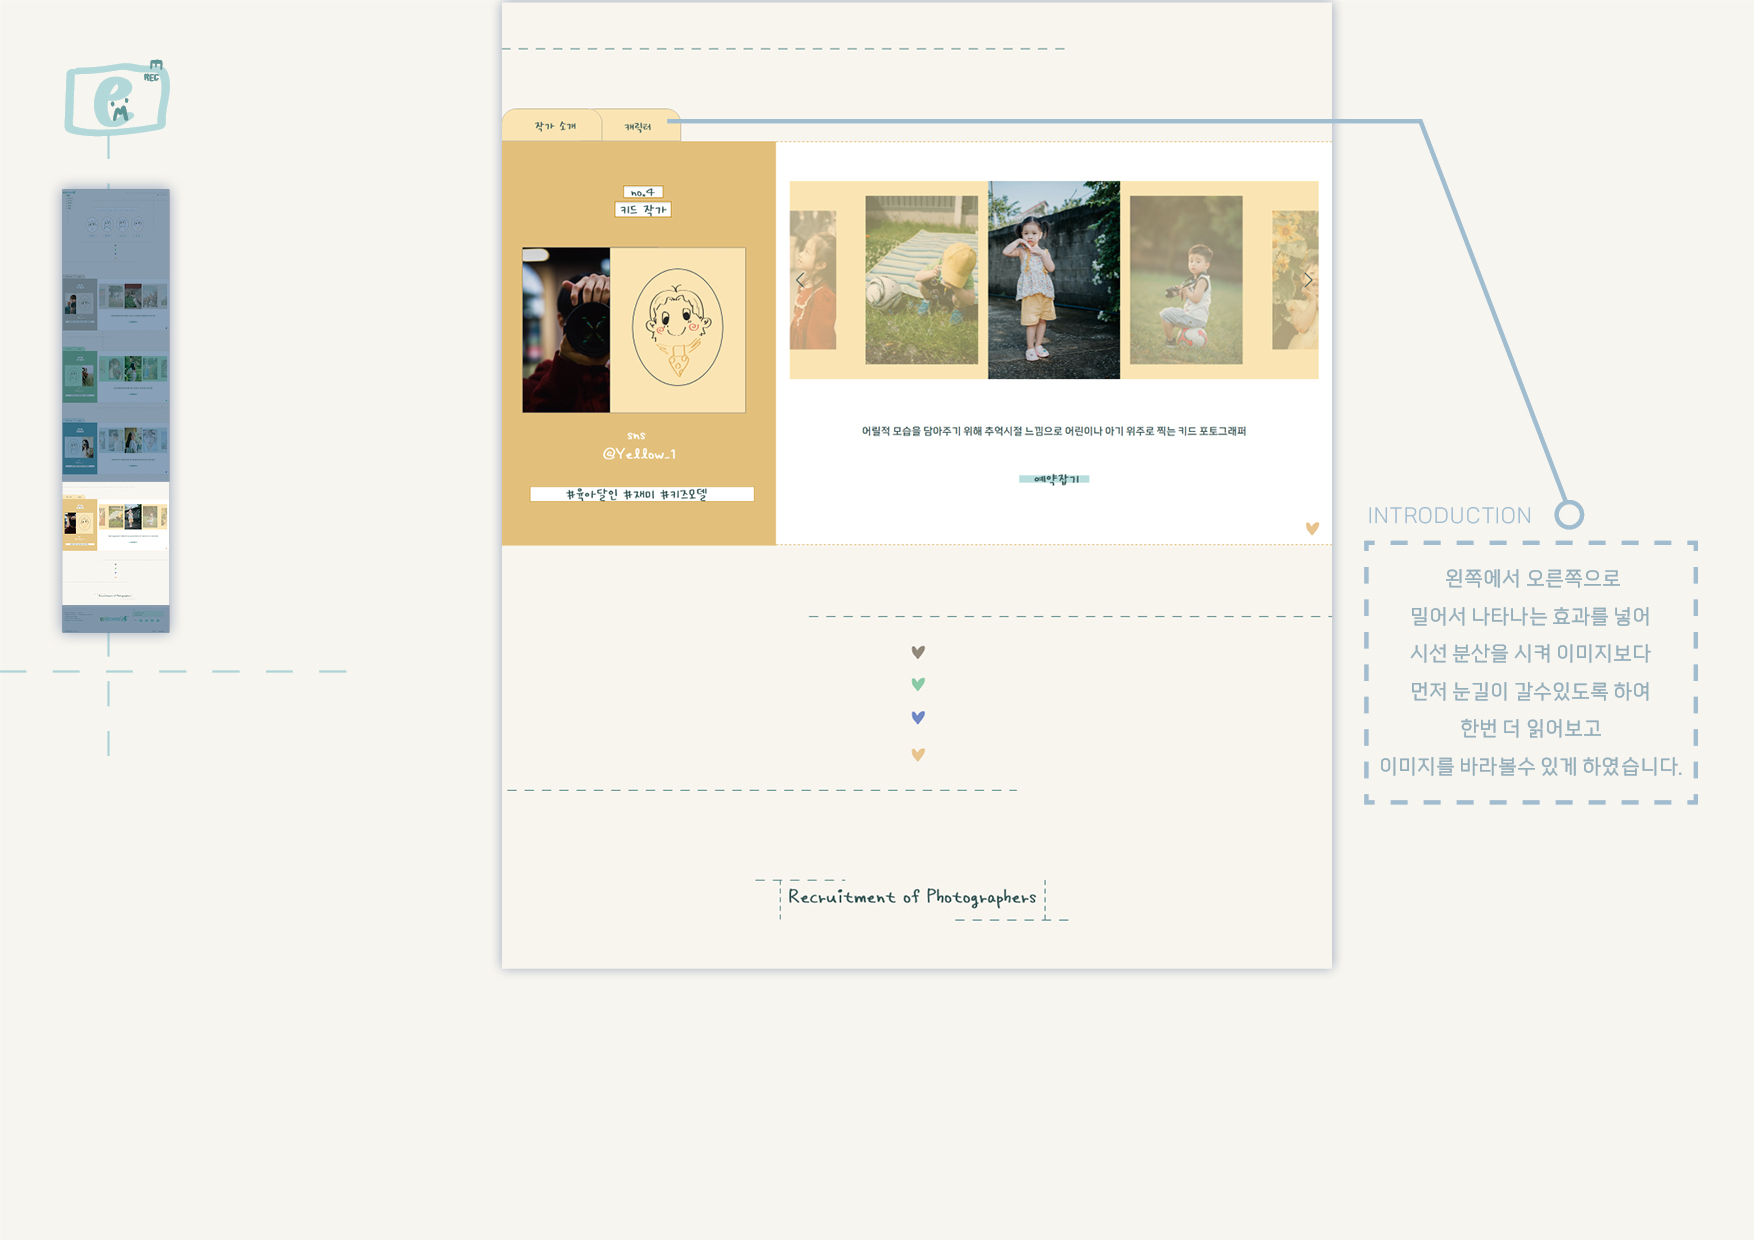 e
M
REC
작가 소개
캐릭터
no.4
키드 작가
sns
@Yellow_1
#육아달인 #재미 #키즈모델
어릴적 모습을 담아주기 위해 추억시절 느낌으로 어린이나 아기 위주로 찍는 키드 포토그래퍼
예약잡기
INTRODUCTION
왼쪽에서 오른쪽으로
밀어서 나타나는 효과를 넣어
시선 분산을 시켜 이미지보다
먼저 눈길이 갈수있도록 하여
한번 더 읽어보고
이미지를 바라볼수 있게 하였습니다.
Recruitment of Photographers